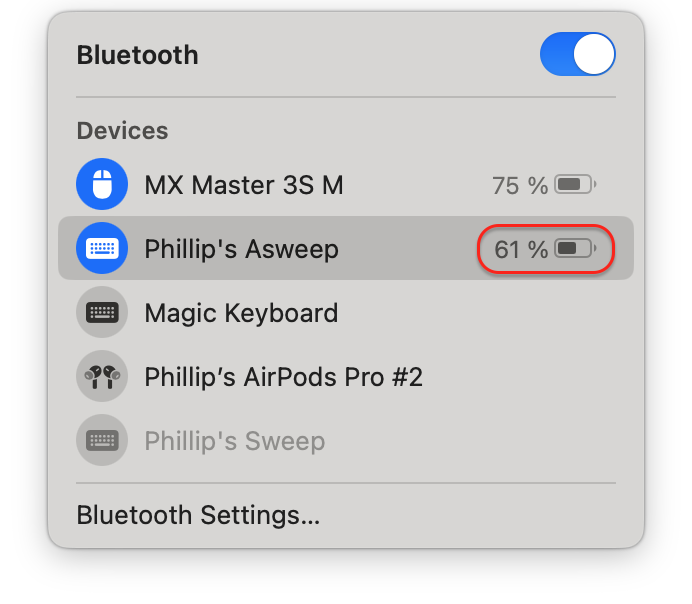 Bluetooth
Devices
MX Master 3S M 75 %
Phillip's Asweep 61 %
Magic Keyboard
Phillip’s AirPods Pro #2
Phillip's Sweep
Bluetooth Settings...